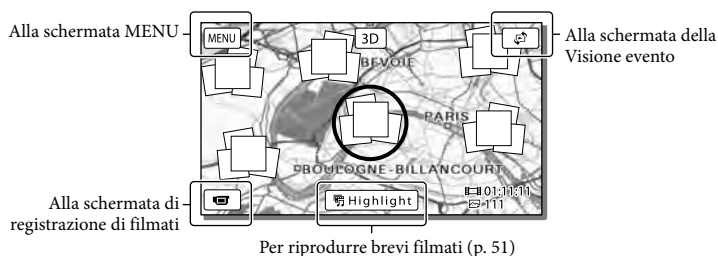 Alla schermata MENU
MENU
3D
Alla schermata della
Visione evento
BEVOIE
PARIS
BOULOGNE-BILLANCOURT
Alla schermata di
registrazione di filmati
Highlight
01:11:11
111
Per riprodurre brevi filmati (p. 51)